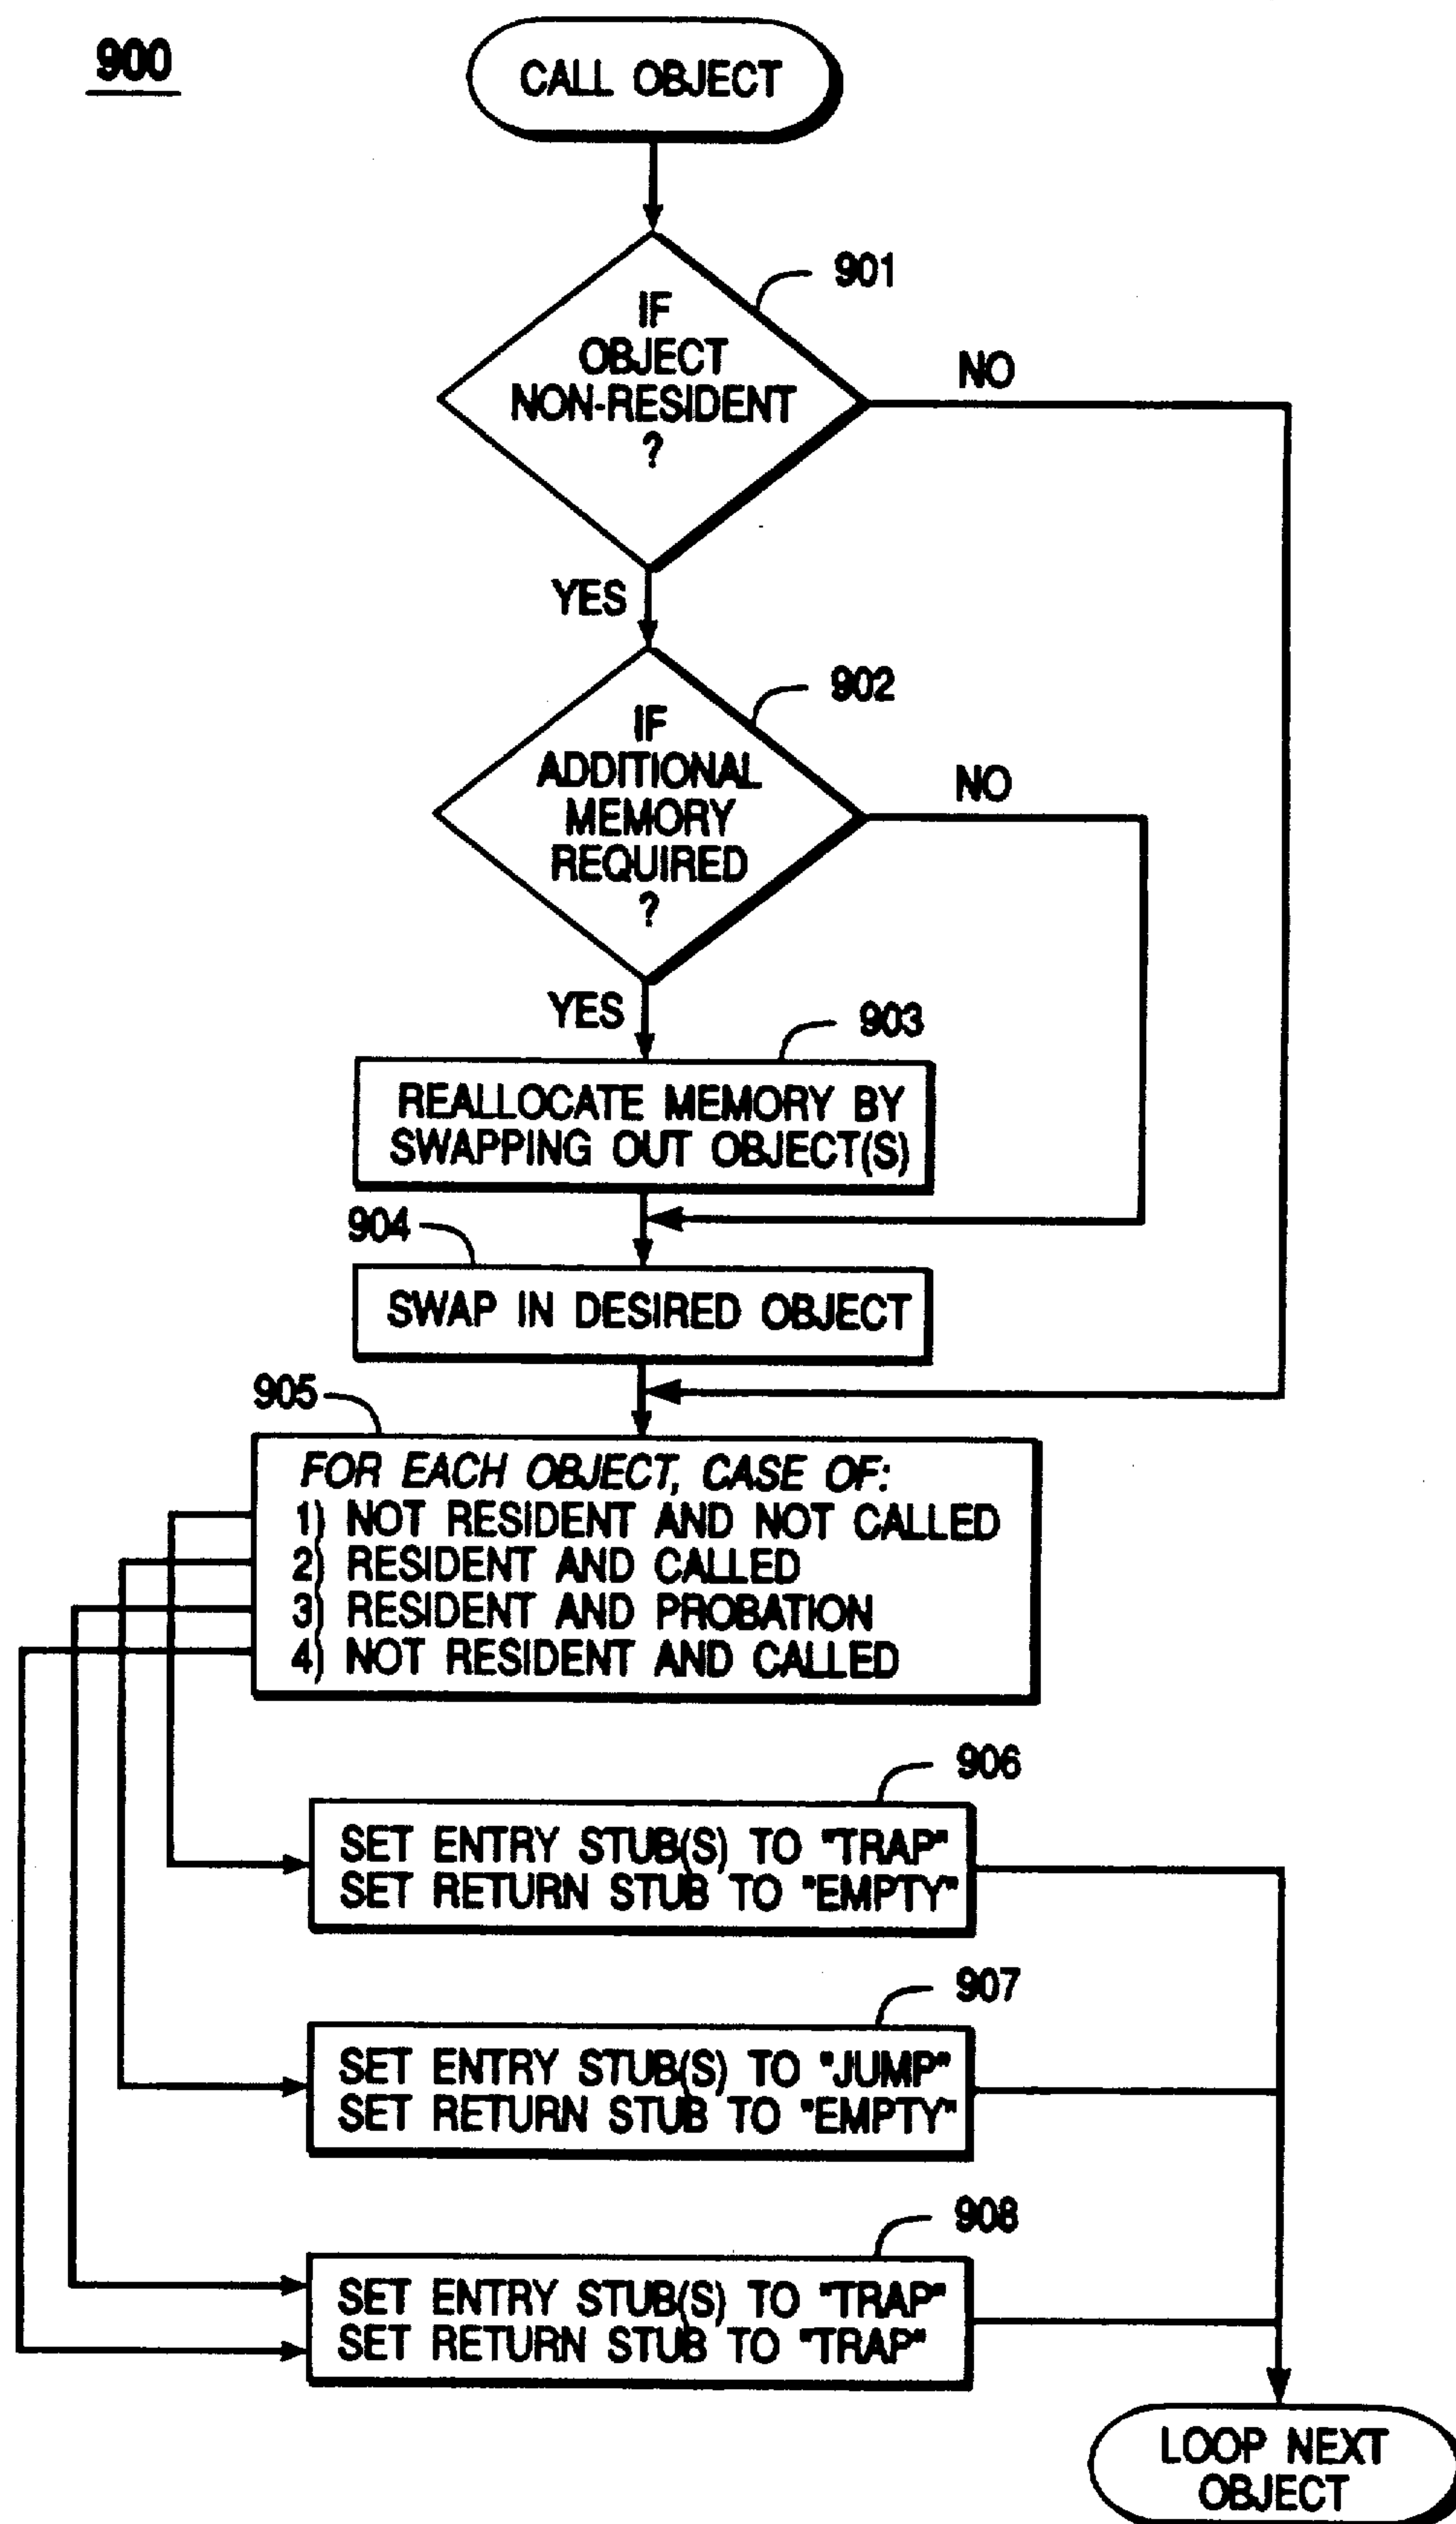 900
CALL OBJECT
901
IF
OBJECT
NON-RESIDENT
?
NO
YES
902
IF
ADDITIONAL
MEMORY
REQUIRED
?
NO
YES
903
REALLOCATE MEMORY BY
SWAPPING OUT OBJECT(S)
904
SWAP IN DESIRED OBJECT
905
FOR EACH OBJECT, CASE OF:
1) NOT RESIDENT AND NOT CALLED
2) RESIDENT AND CALLED
3) RESIDENT AND PROBATION
4) NOT RESIDENT AND CALLED
906
SET ENTRY STUB(S) TO "TRAP"
SET RETURN STUB TO "EMPTY"
907
SET ENTRY STUB(S) TO "JUMP"
SET RETURN STUB TO "EMPTY"
908
SET ENTRY STUB(S) TO "TRAP"
SET RETURN STUB TO "TRAP"
LOOP NEXT
OBJECT